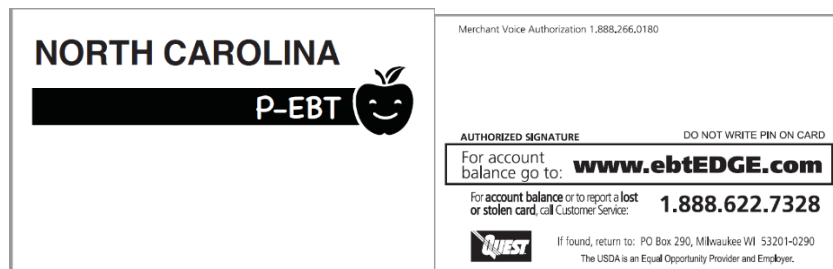 NORTH CAROLINA
P-EBT
Merchant Voice Authorization 1.888.266.0180
AUTHORIZED SIGNATURE DO NOT WRITE PIN ON CARD
For account
balance go to: www.ebtEDGE.com
For account balance or to report a lost
or stolen card, call Customer Service: 1.888.622.7328
QUEST
If found, return to: PO Box 290, Milwaukee WI 53201-0290
The USDA is an Equal Opportunity Provider and Employer.